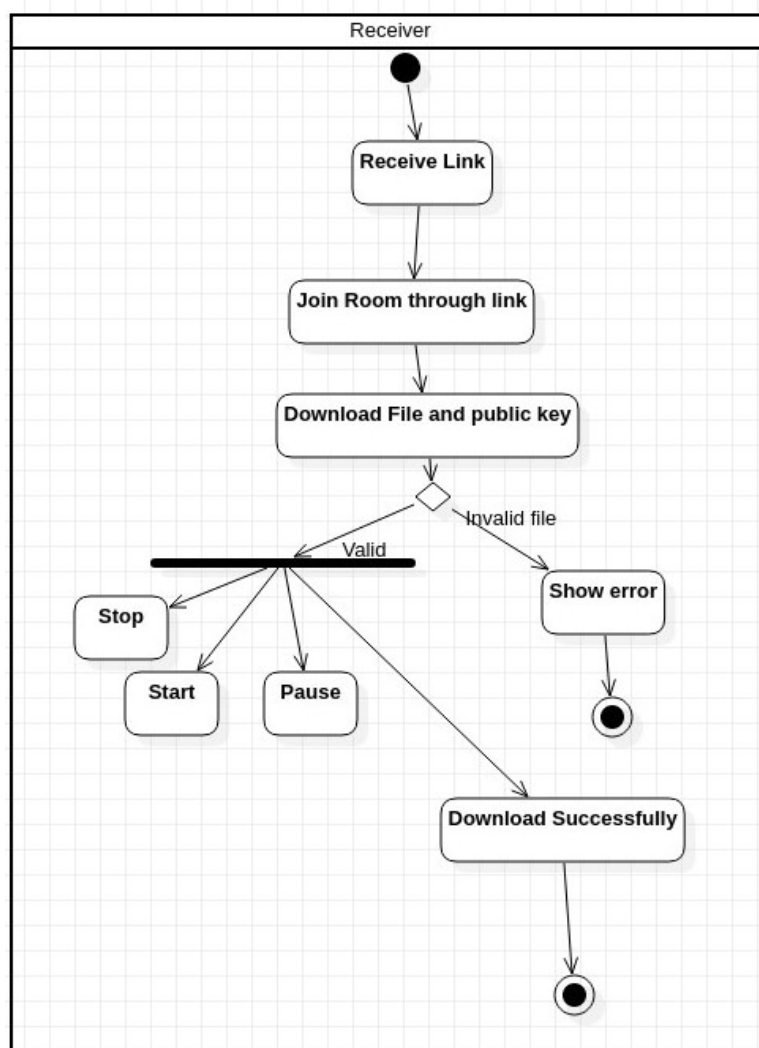 Receiver
Receive Link
Join Room through link
Download File and public key
Invalid file
Valid
Show error
Stop
Start
Pause
Download Successfully